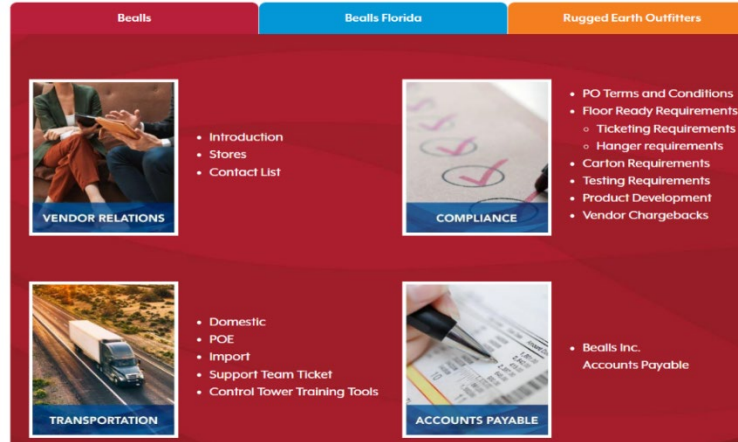 Bealls
Bealls Florida
Rugged Earth Outfitters
VENDOR RELATIONS
• Introduction
• Stores
• Contact List
COMPLIANCE
• PO Terms and Conditions
• Floor Ready Requirements
○ Ticketing Requirements
○ Hanger requirements
• Carton Requirements
• Testing Requirements
• Product Development
• Vendor Chargebacks
TRANSPORTATION
• Domestic
• POE
• Import
• Support Team Ticket
• Control Tower Training Tools
ACCOUNTS PAYABLE
• Bealls Inc.
Accounts Payable